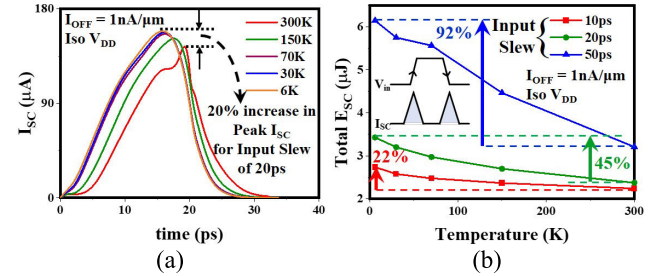 180
(a)
I_OFF = 1nA/µm
Iso V_DD
300K
150K
70K
30K
6K
20% increase in
Peak I_SC
for Input Slew
of 20ps
90
0
I_SC (µA)
0
10
20
30
40
time (ps)
(a)
6
5
4
3
2
Total E_SC (µJ)
92%
Input
Slew
10ps
20ps
50ps
I_OFF = 1nA/µm
Iso V_DD
V_in
I_SC
22%
45%
0
100
200
300
Temperature (K)
(b)